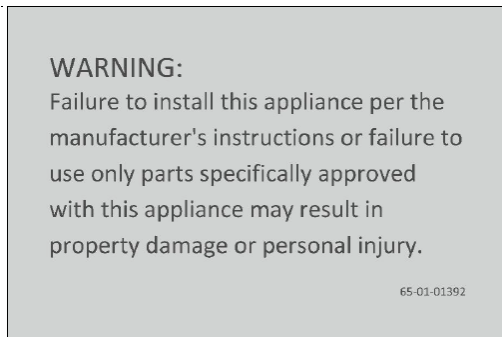 WARNING:
Failure to install this appliance per the
manufacturer's instructions or failure to
use only parts specifically approved
with this appliance may result in
property damage or personal injury.
65-01-01392